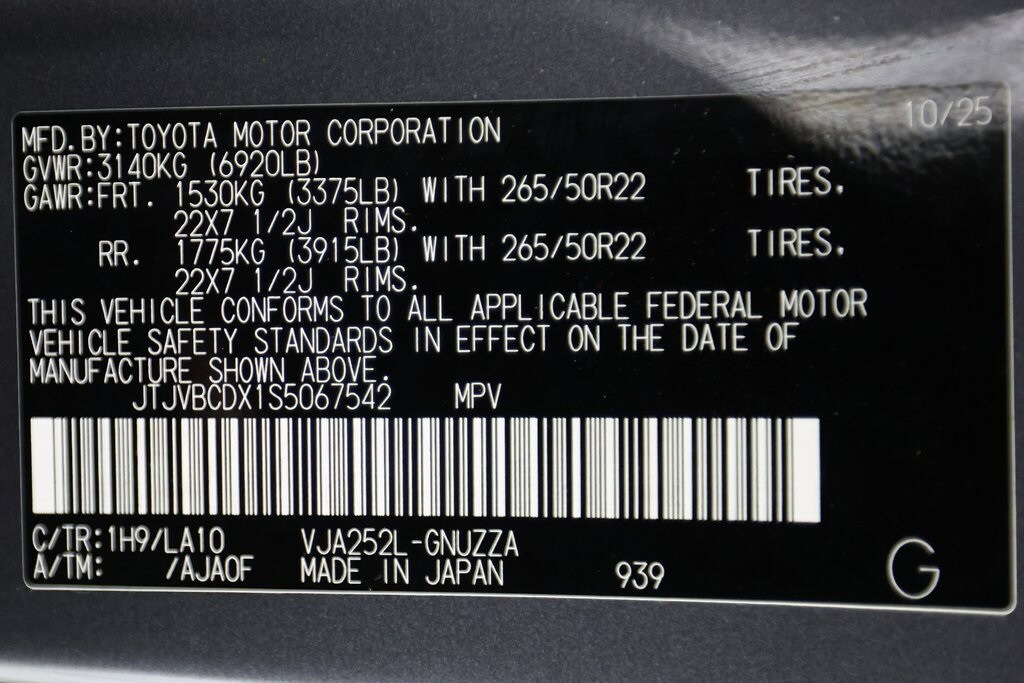 10/25
MFD.BY:TOYOTA MOTOR CORPORATION
GVWR:3140KG (6920LB)
GAWR:FRT. 1530KG (3375LB) WITH 265/50R22 TIRES.
22X7 1/2J RIMS.
RR. 1775KG (3915LB) WITH 265/50R22 TIRES.
22X7 1/2J RIMS.
THIS VEHICLE CONFORMS TO ALL APPLICABLE FEDERAL MOTOR
VEHICLE SAFETY STANDARDS IN EFFECT ON THE DATE OF
MANUFACTURE SHOWN ABOVE.
JTJVBCDX1S5067542 MPV
C/TR:1H9/LA10 VJA252L-GNUZZA
A/TM: /AJA0F MADE IN JAPAN 939
G